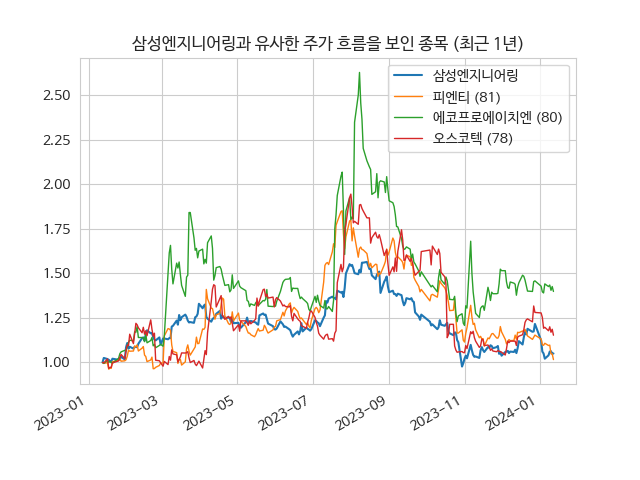 삼성엔지니어링과 유사한 주가 흐름을 보인 종목 (최근 1년)
삼성엔지니어링
피엔티 (81)
에코프로에이치엔 (80)
오스코텍 (78)
2.50
2.25
2.00
1.75
1.50
1.25
1.00
2023-01
2023-03
2023-05
2023-07
2023-09
2023-11
2024-01